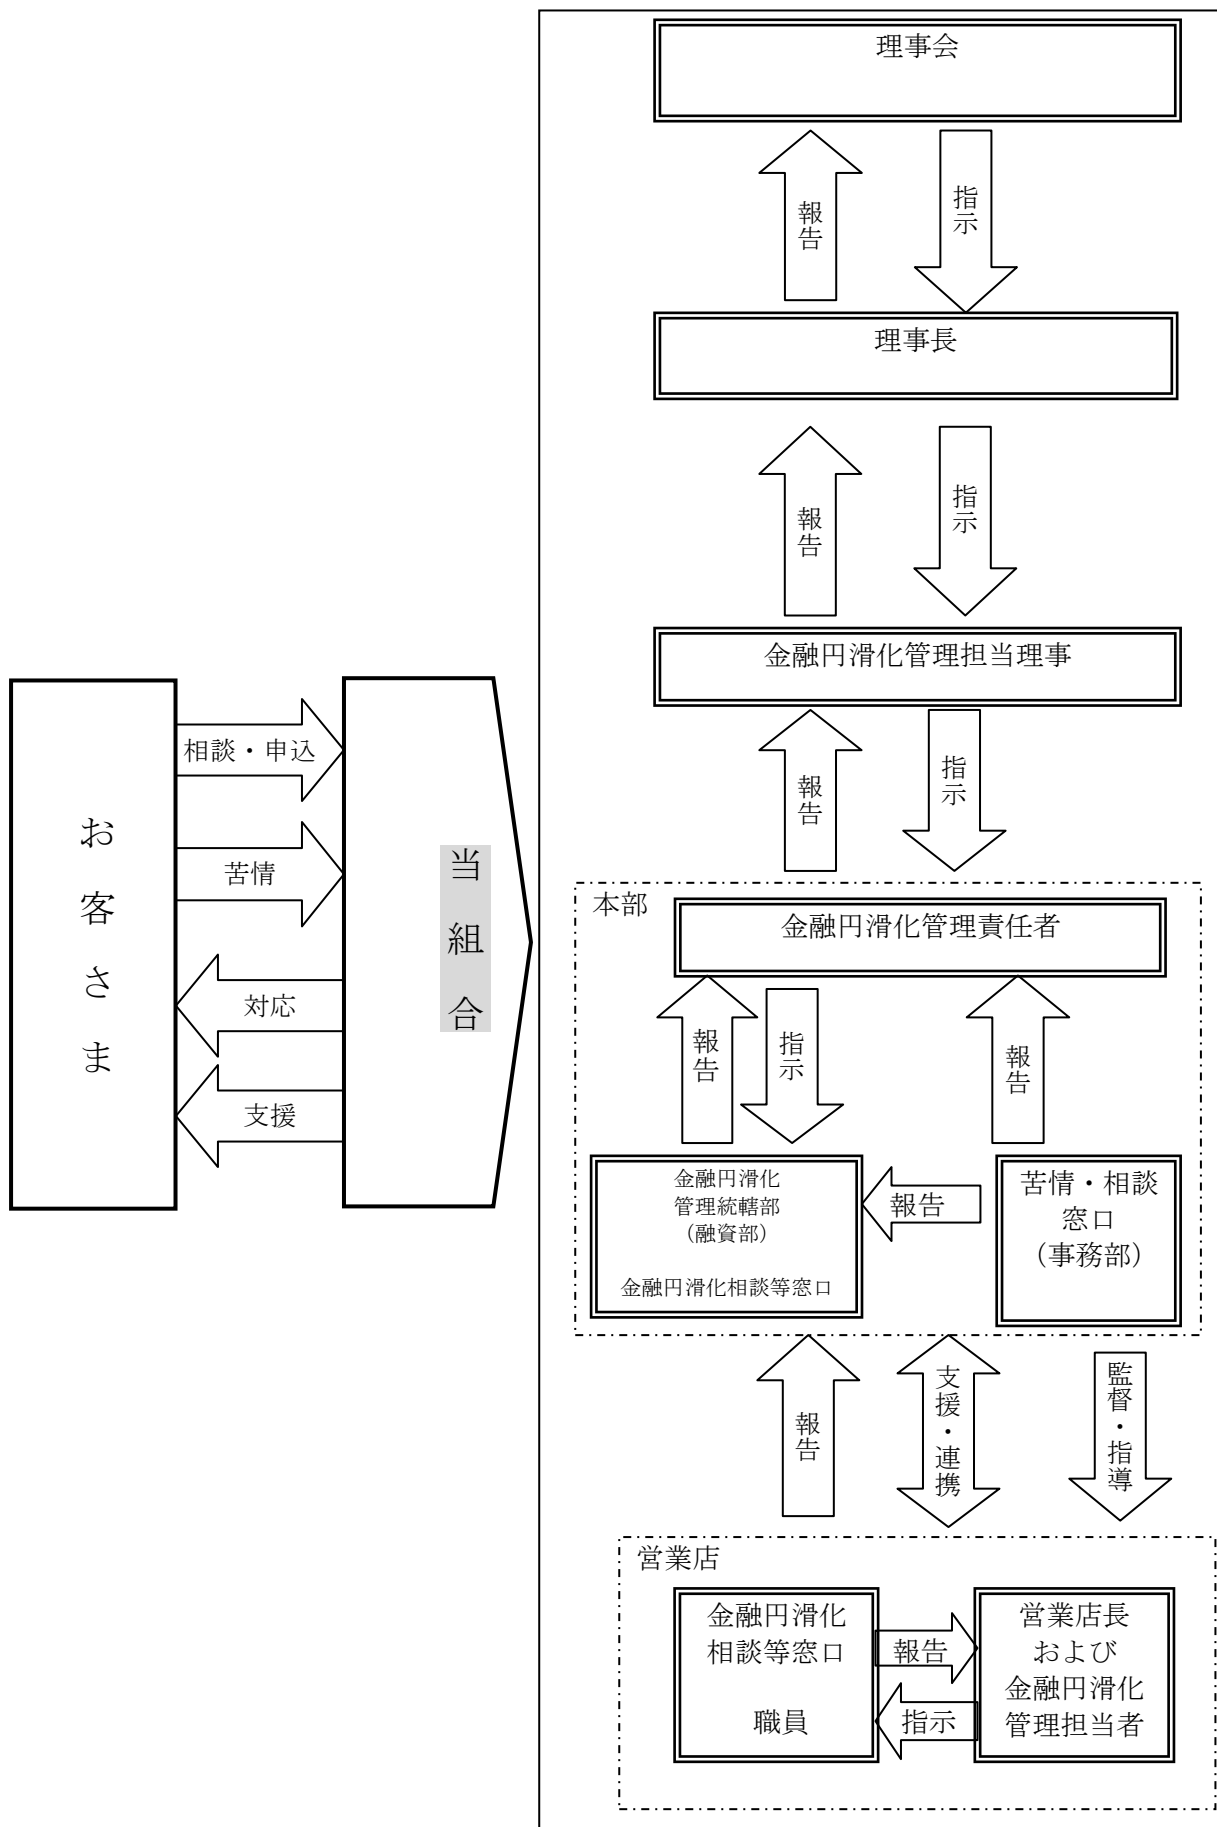 理事会
報告
指示
理事長
報告
指示
金融円滑化管理担当理事
お客さま
相談・申込
苦情
対応
支援
当組合
報告
指示
本部
金融円滑化管理責任者
報告
指示
報告
金融円滑化
管理統轄部
（融資部）
金融円滑化相談等窓口
報告
苦情・相談
窓口
（事務部）
報告
支援・連携
監督・指導
営業店
金融円滑化
相談等窓口
職員
報告
指示
営業店長
および
金融円滑化
管理担当者